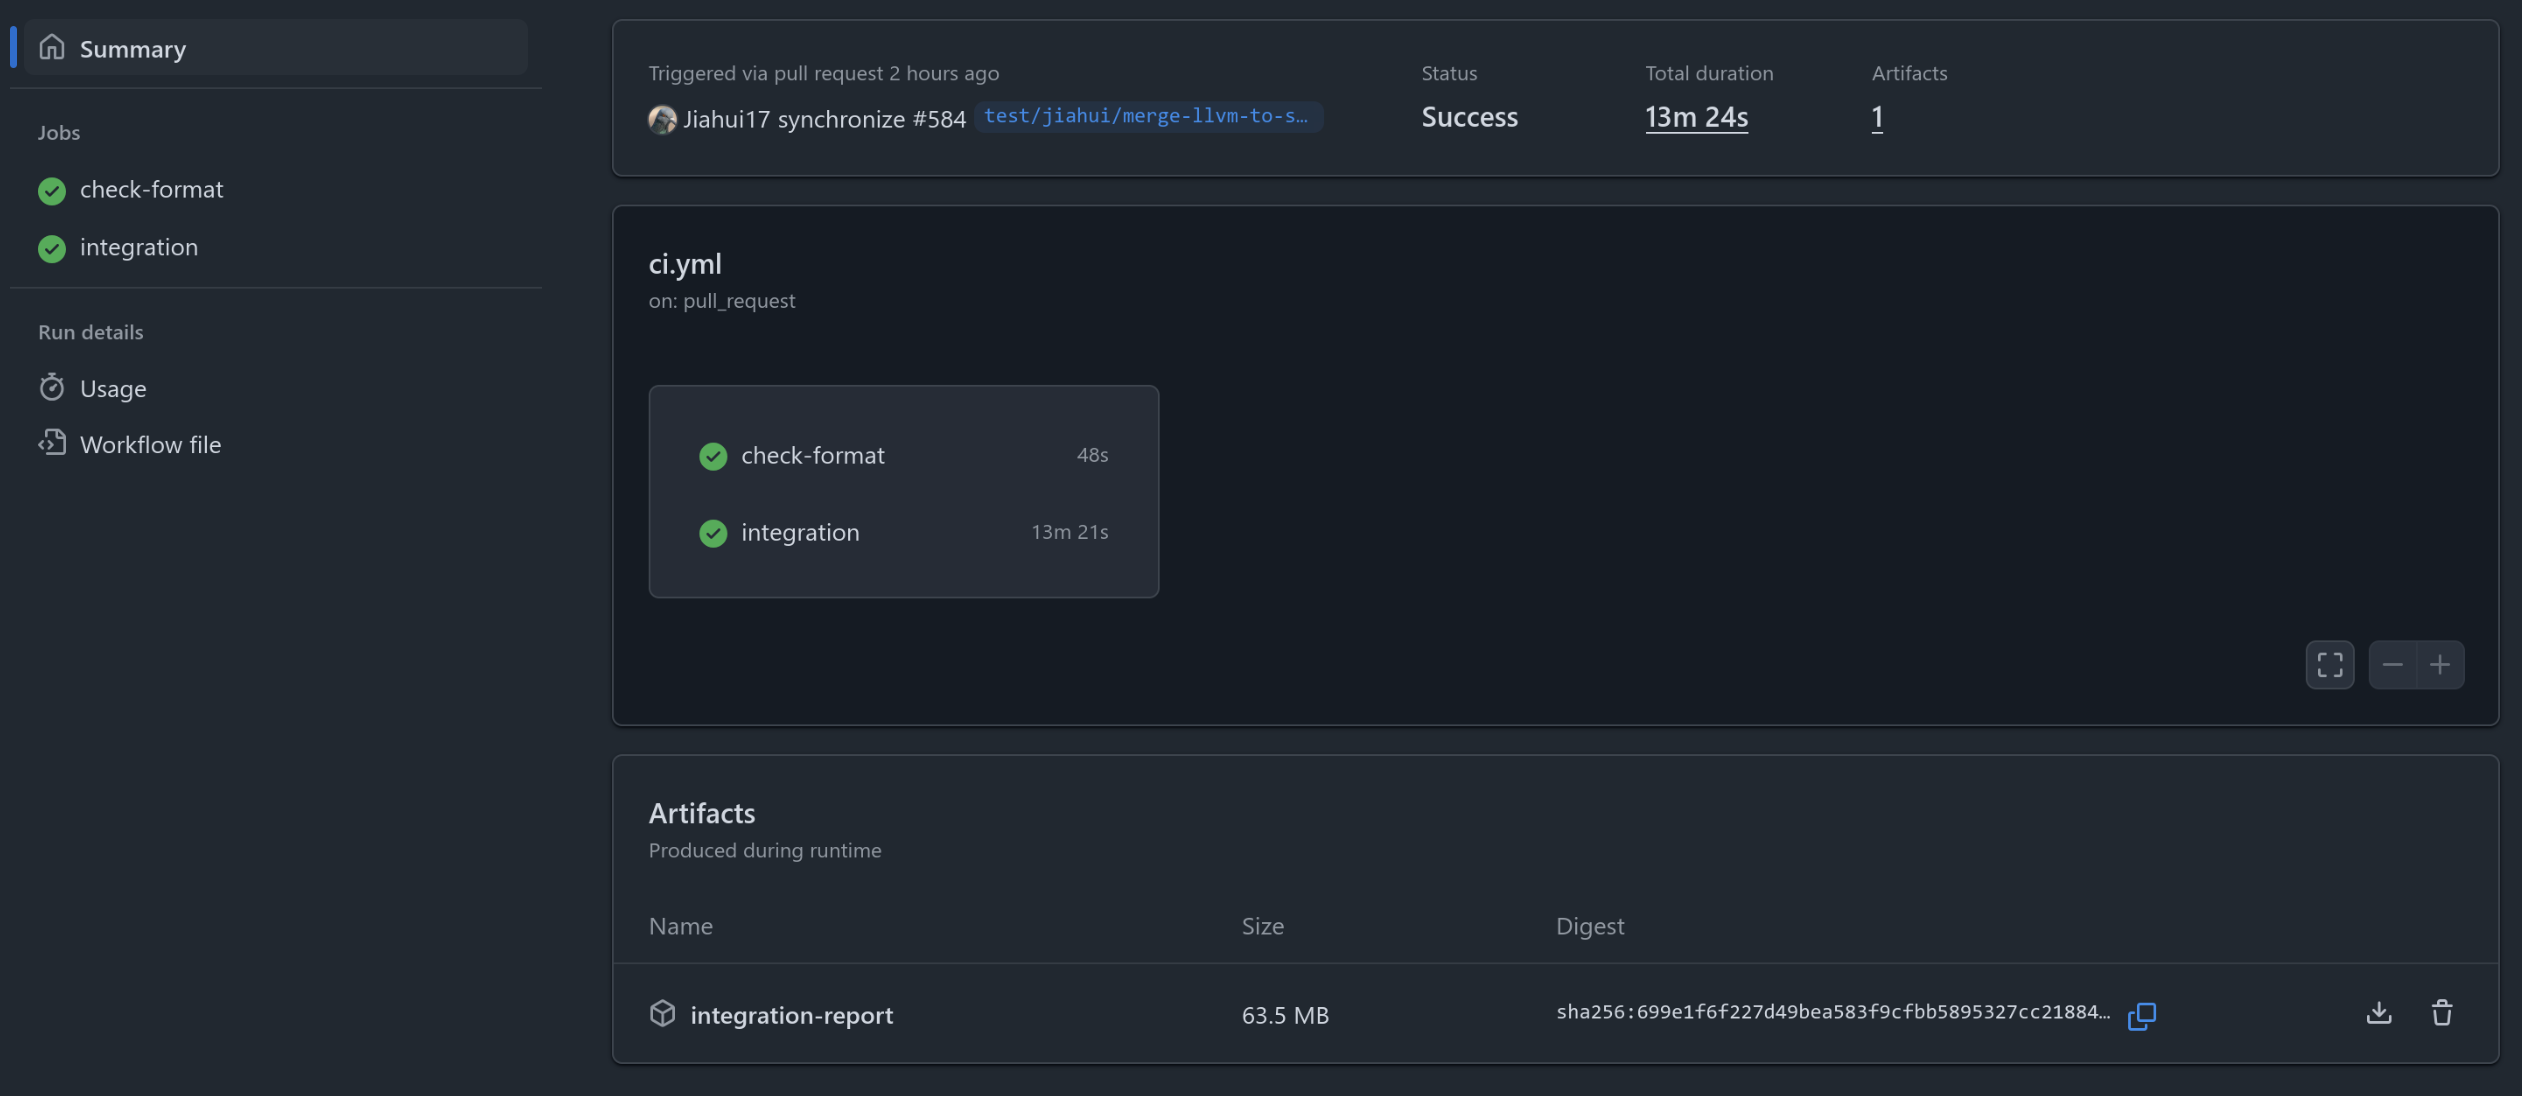 Summary
Jobs
check-format
integration
Run details
Usage
Workflow file
Triggered via pull request 2 hours ago
Jiahui17 synchronize #584 test/jiahui/merge-llvm-to-s…
Status
Success
Total duration
13m 24s
Artifacts
1
ci.yml
on: pull_request
check-format 48s
integration 13m 21s
Artifacts
Produced during runtime
Name Size Digest
integration-report 63.5 MB sha256:699e1f6f227d49bea583f9cfbb5895327cc21884…